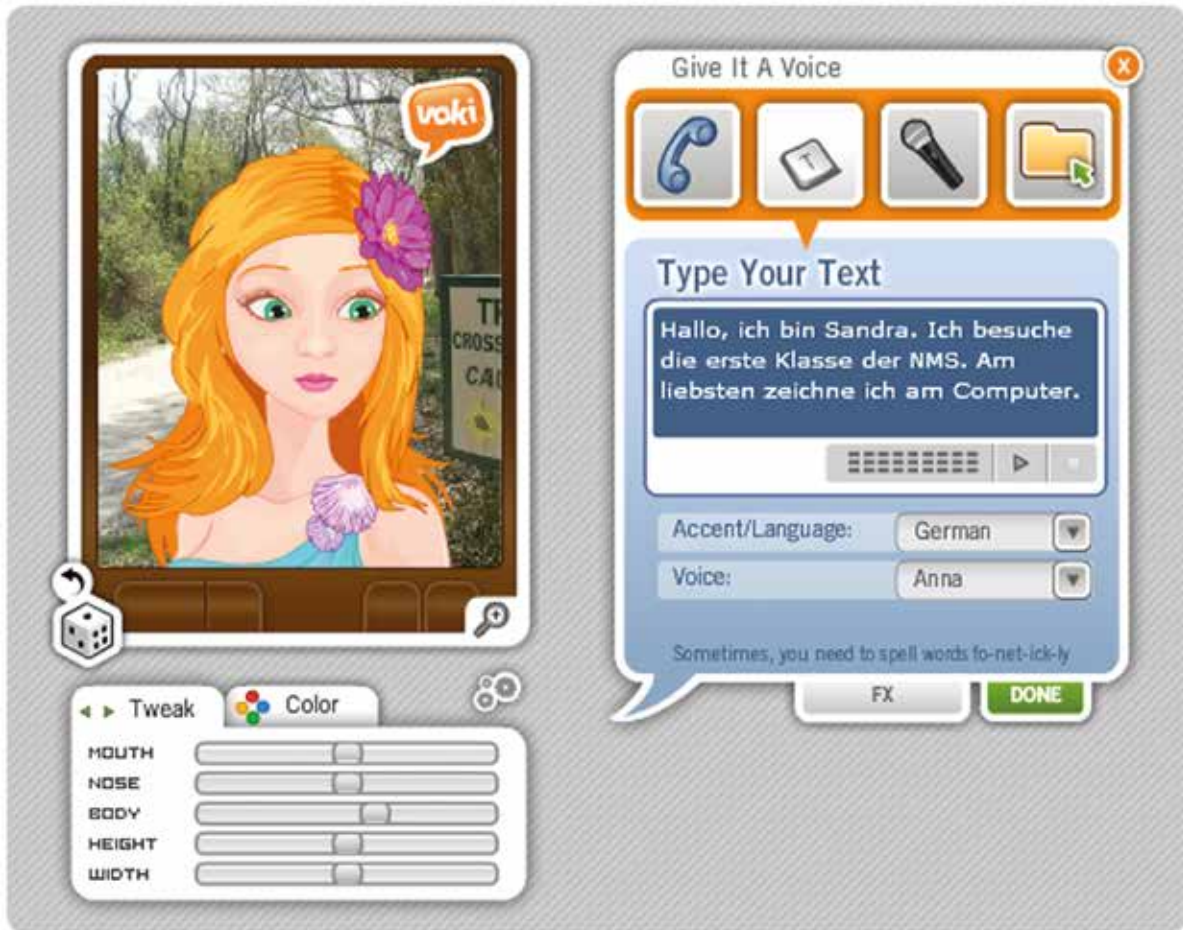 Give It A Voice
X
voki
T
Type Your Text
Hallo, ich bin Sandra. Ich besuche
die erste Klasse der NMS. Am
liebsten zeichne ich am Computer.
CROSS
CA
Accent/Language: German
Voice: Anna
Sometimes, you need to spell words fo-net-ick-ly
FX
DONE
Tweak
Color
MOUTH
NOSE
BODY
HEIGHT
WIDTH